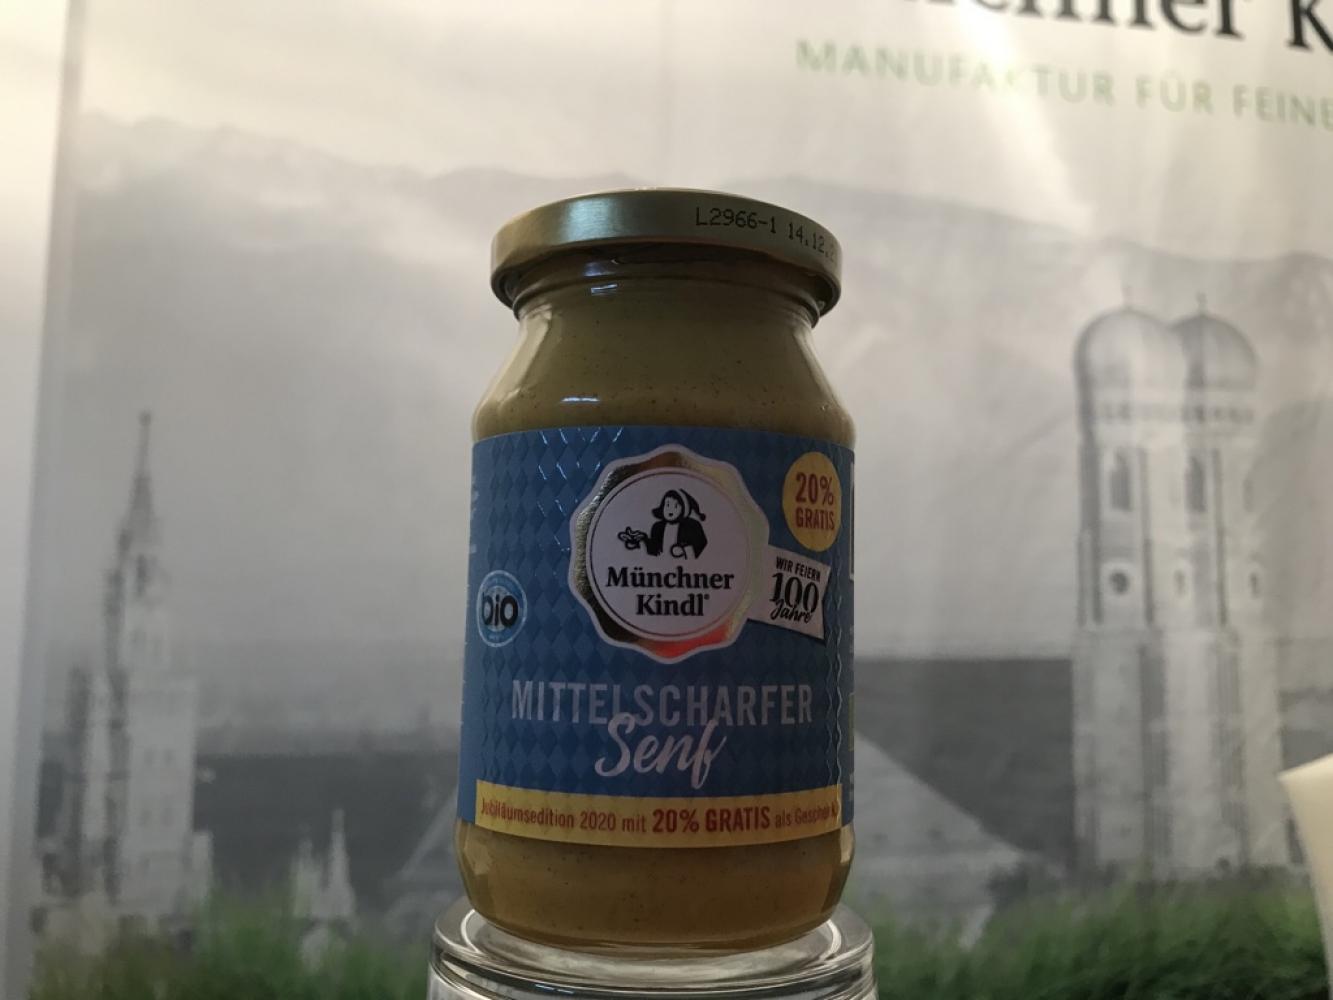 MANUFAKTUR FÜR FEINE
L2966-1 14.12.
20%
GRATIS
Münchner
Kindl®
WIR FEIERN
100
Jahre
bio
MITTELSCHARFER
Senf
Jubiläumsedition 2020 mit 20% GRATIS als